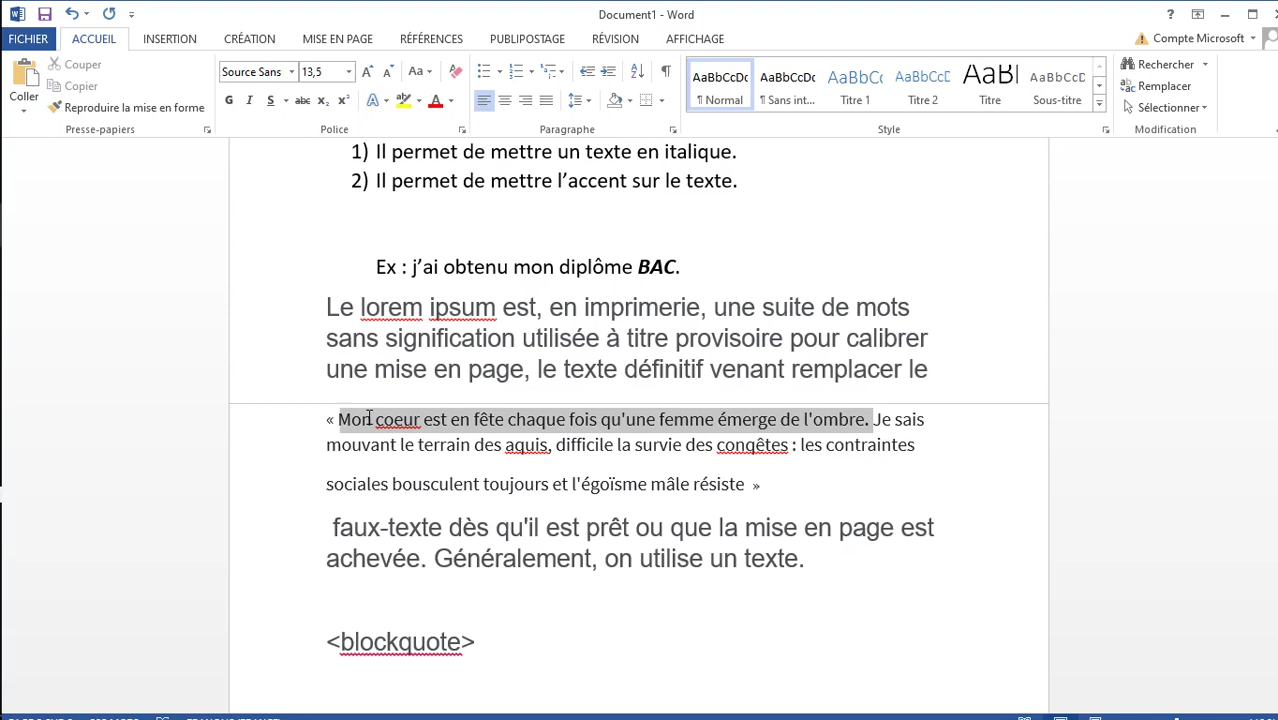 Document1 - Word
FICHIER ACCUEIL INSERTION CRÉATION MISE EN PAGE RÉFÉRENCES PUBLIPOSTAGE RÉVISION AFFICHAGE Compte Microsoft
Coller
Couper
Copier
Reproduire la mise en forme
Presse-papiers
Source Sans 13,5
Police
Paragraphe
AaBbCcDc AaBbCcDc AaBbCc AaBbCcD AaBl AaBbCcD
¶ Normal ¶ Sans int... Titre 1 Titre 2 Titre Sous-titre
Style
Rechercher
Remplacer
Sélectionner
Modification
1) Il permet de mettre un texte en italique.
2) Il permet de mettre l'accent sur le texte.
Ex : j'ai obtenu mon diplôme BAC.
Le lorem ipsum est, en imprimerie, une suite de mots
sans signification utilisée à titre provisoire pour calibrer
une mise en page, le texte définitif venant remplacer le
« Mon coeur est en fête chaque fois qu'une femme émerge de l'ombre. Je sais
mouvant le terrain des aquis, difficile la survie des conqêtes : les contraintes
sociales bousculent toujours et l'égoïsme mâle résiste »
faux-texte dès qu'il est prêt ou que la mise en page est
achevée. Généralement, on utilise un texte.
<blockquote>